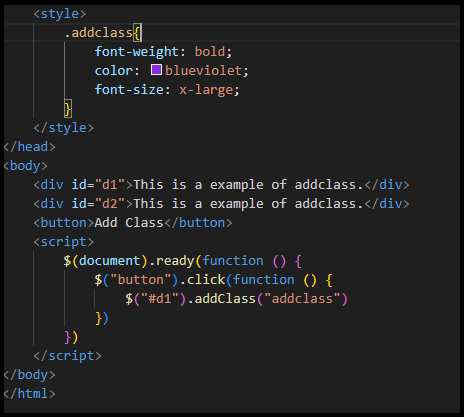 <style>
.addclass{
font-weight: bold;
color: blueviolet;
font-size: x-large;
}
</style>
</head>
<body>
<div id="d1">This is a example of addclass.</div>
<div id="d2">This is a example of addclass.</div>
<button>Add Class</button>
<script>
$(document).ready(function () {
$("button").click(function () {
$("#d1").addClass("addclass")
})
})
</script>
</body>
</html>